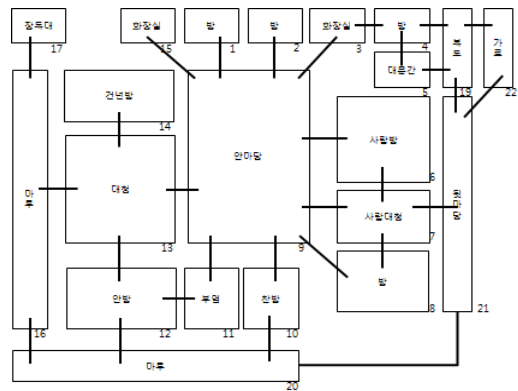 장독대
17
화장실
15
방
1
방
2
화장실
3
방
4
복도
19
가로
22
대문간
5
건넌방
14
마루
16
대청
13
안마당
9
사랑방
6
사랑대청
7
방
8
뒷마당
21
안방
12
부엌
11
찬방
10
마루
20